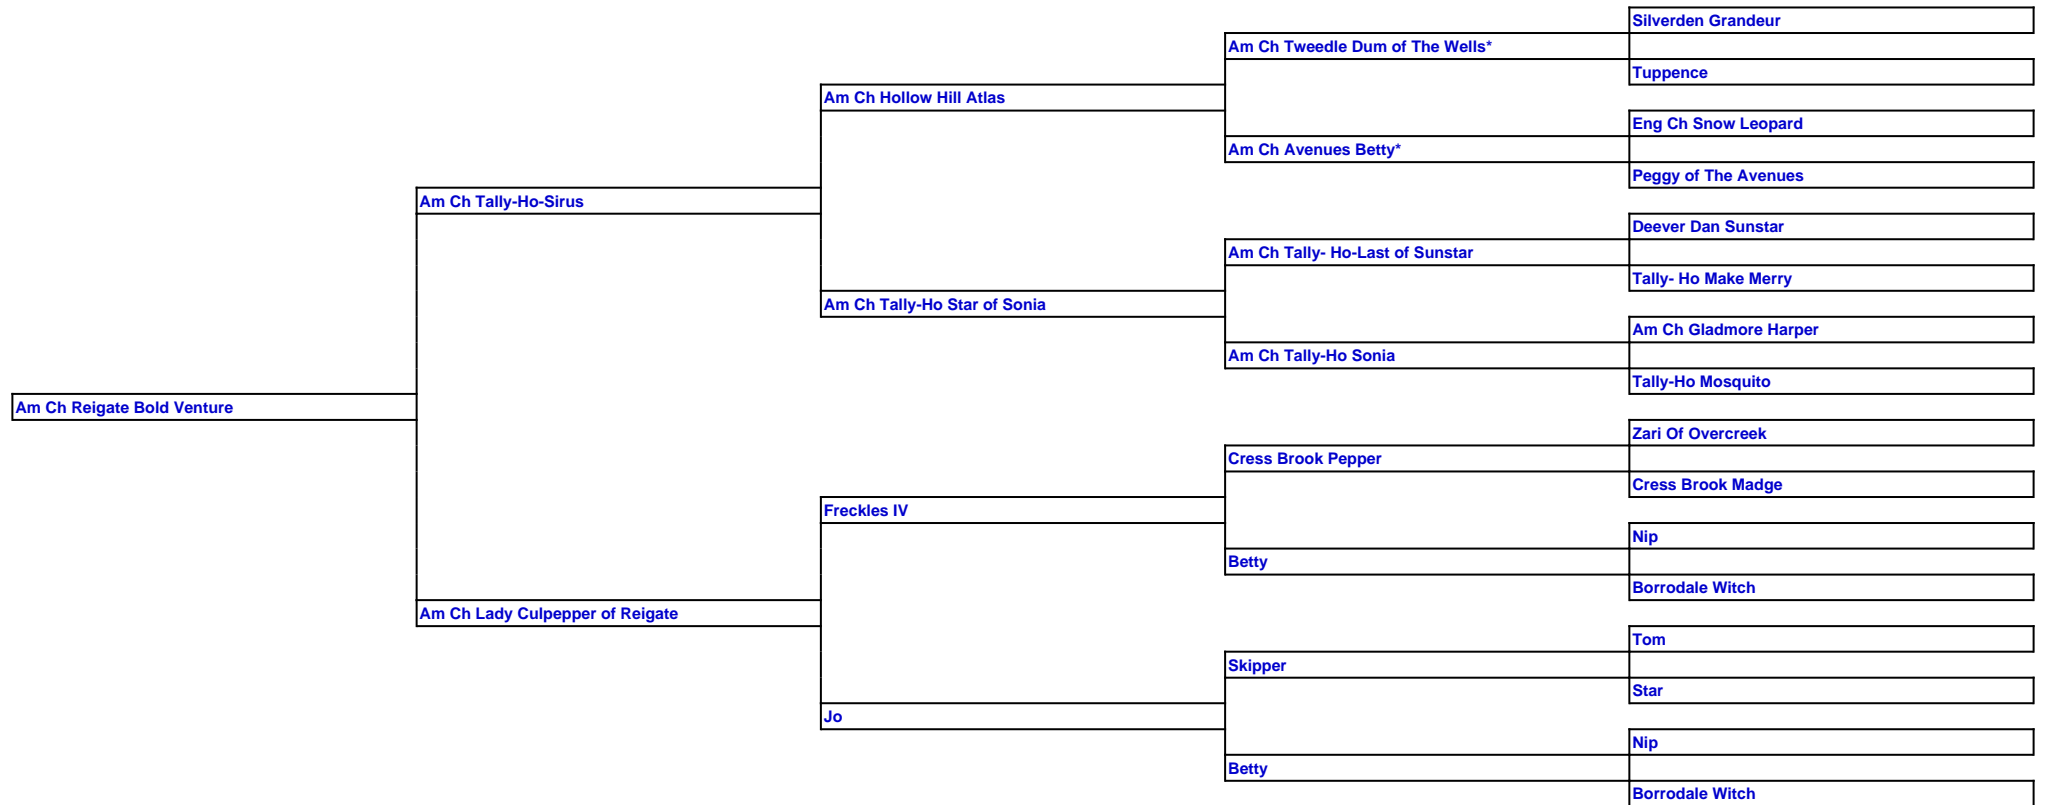 Silverden Grandeur
Am Ch Tweedle Dum of The Wells*
Tuppence
Am Ch Hollow Hill Atlas
Eng Ch Snow Leopard
Am Ch Avenues Betty*
Peggy of The Avenues
Am Ch Tally-Ho-Sirus
Deever Dan Sunstar
Am Ch Tally- Ho-Last of Sunstar
Tally- Ho Make Merry
Am Ch Tally-Ho Star of Sonia
Am Ch Gladmore Harper
Am Ch Tally-Ho Sonia
Tally-Ho Mosquito
Am Ch Reigate Bold Venture
Zari Of Overcreek
Cress Brook Pepper
Cress Brook Madge
Freckles IV
Nip
Betty
Borrodale Witch
Am Ch Lady Culpepper of Reigate
Tom
Skipper
Star
Jo
Nip
Betty
Borrodale Witch